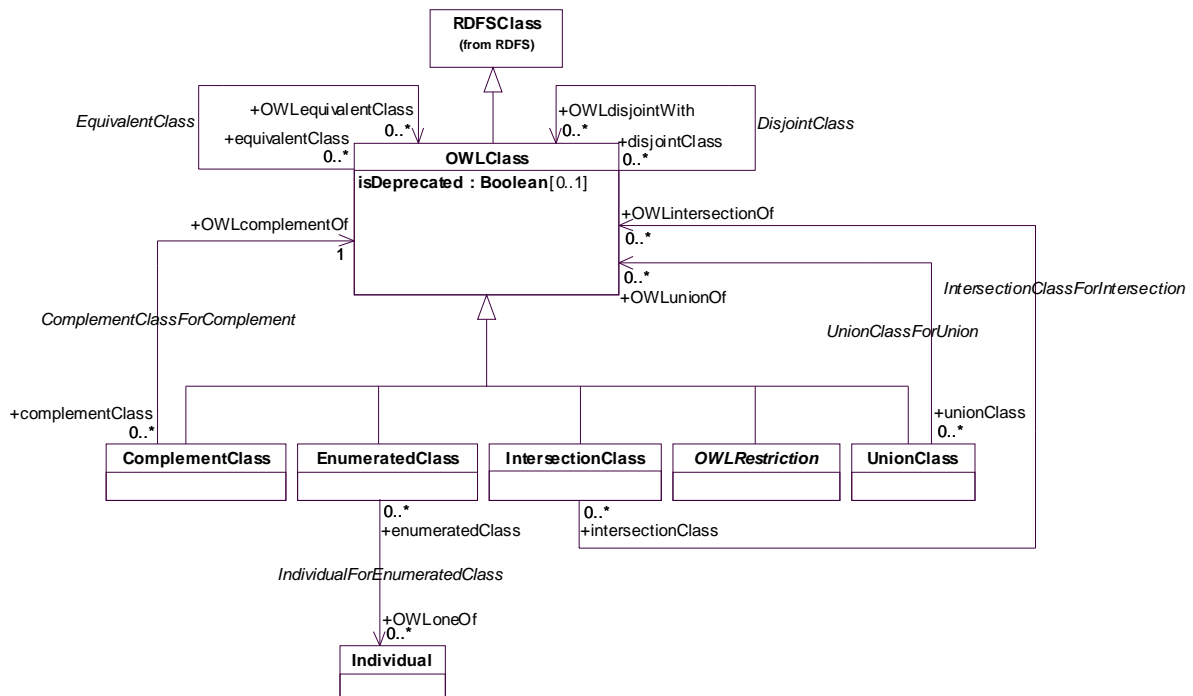 RDFSClass
(from RDFS)
EquivalentClass
+OWLequivalentClass
0..*
+equivalentClass
0..*
+OWLdisjointWith
0..*
+disjointClass
0..*
DisjointClass
OWLClass
isDeprecated : Boolean[0..1]
+OWLcomplementOf
1
+OWLintersectionOf
0..*
0..*
+OWLunionOf
IntersectionClassForIntersection
ComplementClassForComplement
UnionClassForUnion
+complementClass
0..*
+unionClass
0..*
ComplementClass
EnumeratedClass
IntersectionClass
OWLRestriction
UnionClass
0..*
+enumeratedClass
0..*
+intersectionClass
IndividualForEnumeratedClass
+OWLoneOf
0..*
Individual